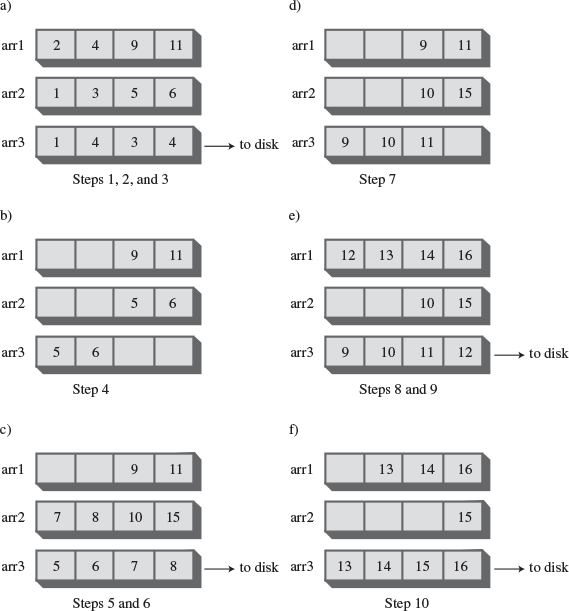 a)
arr1 2 4 9 11
arr2 1 3 5 6
arr3 1 4 3 4 to disk
Steps 1, 2, and 3
b)
arr1 9 11
arr2 5 6
arr3 5 6
Step 4
c)
arr1 9 11
arr2 7 8 10 15
arr3 5 6 7 8 to disk
Steps 5 and 6
d)
arr1 9 11
arr2 10 15
arr3 9 10 11
Step 7
e)
arr1 12 13 14 16
arr2 10 15
arr3 9 10 11 12 to disk
Steps 8 and 9
f)
arr1 13 14 16
arr2 15
arr3 13 14 15 16 to disk
Step 10